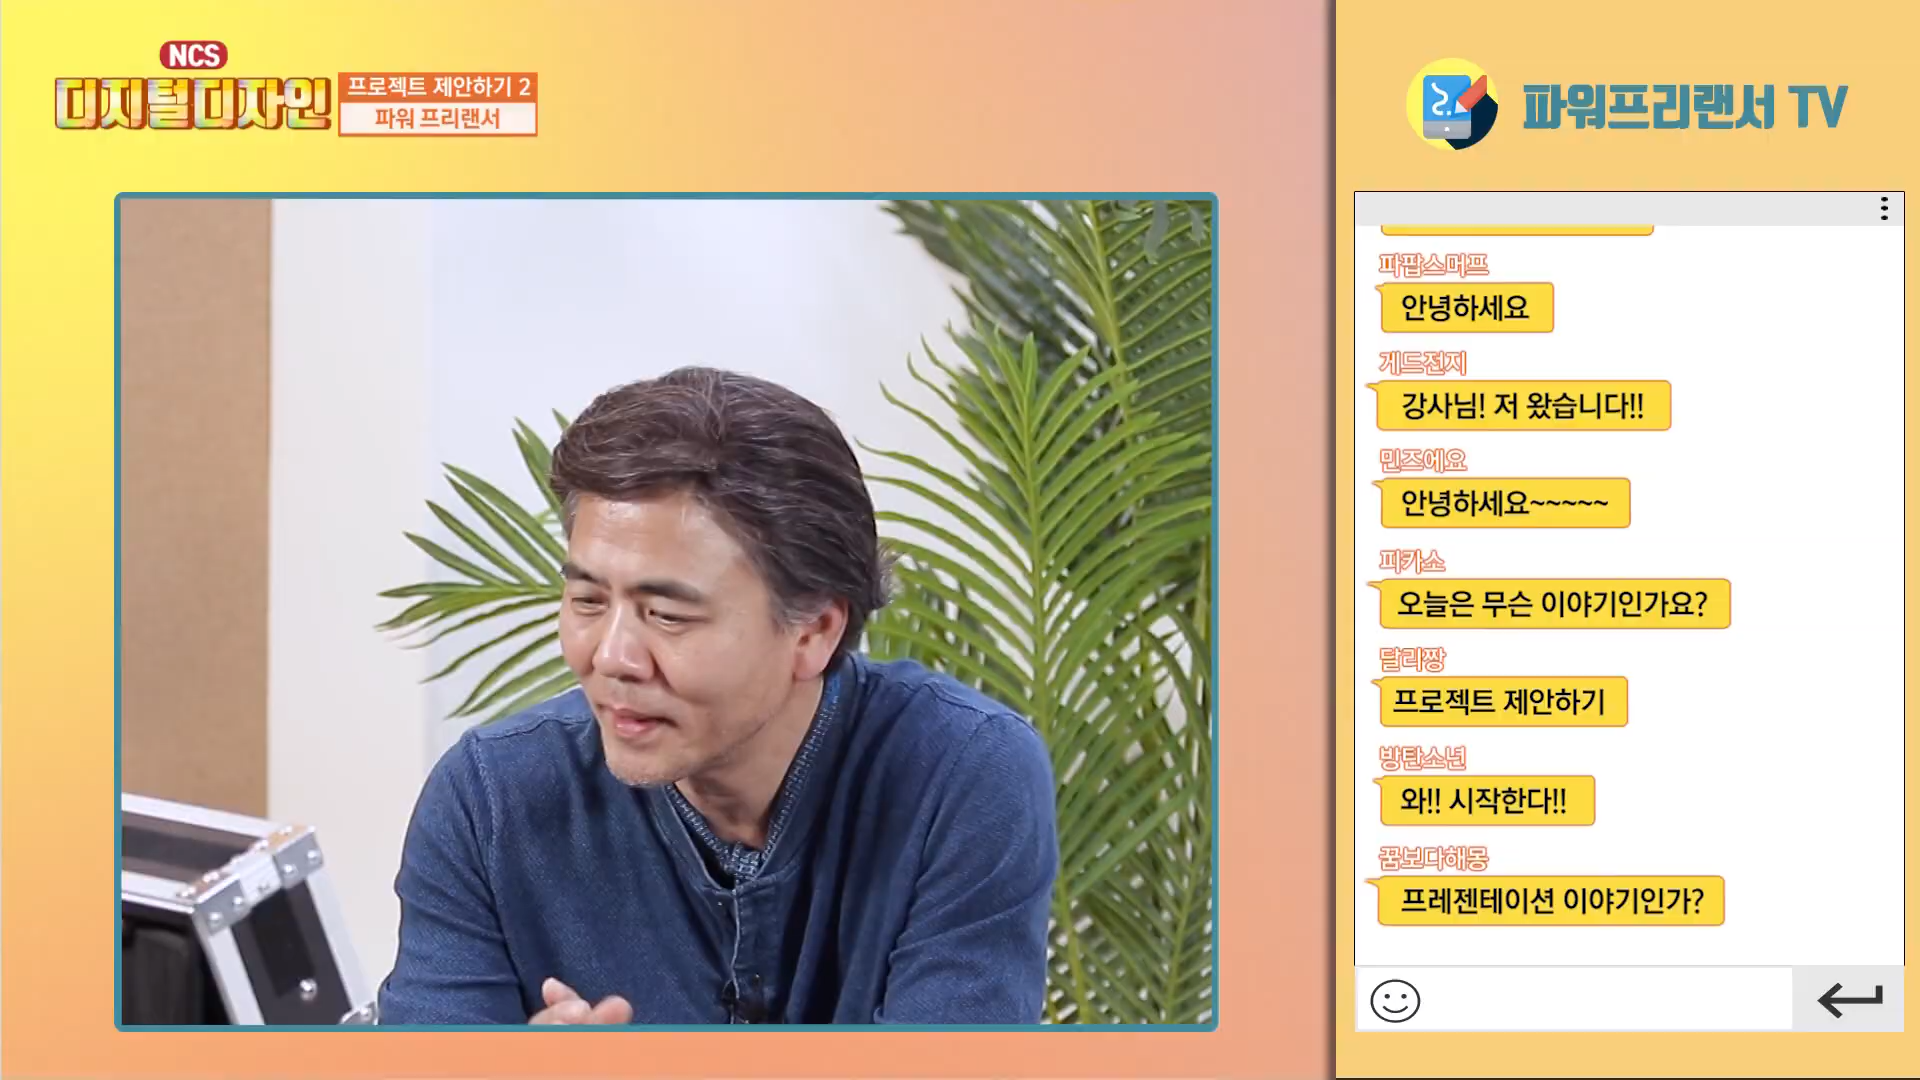 NCS
디지털디자인
프로젝트 제안하기 2
파워 프리랜서
파워프리랜서 TV
파팝스머프
안녕하세요
게드전지
강사님! 저 왔습니다!!
민즈에요
안녕하세요~~~~~
피카소
오늘은 무슨 이야기인가요?
달리짱
프로젝트 제안하기
방탄소년
와!! 시작한다!!
꿈보다해몽
프레젠테이션 이야기인가?